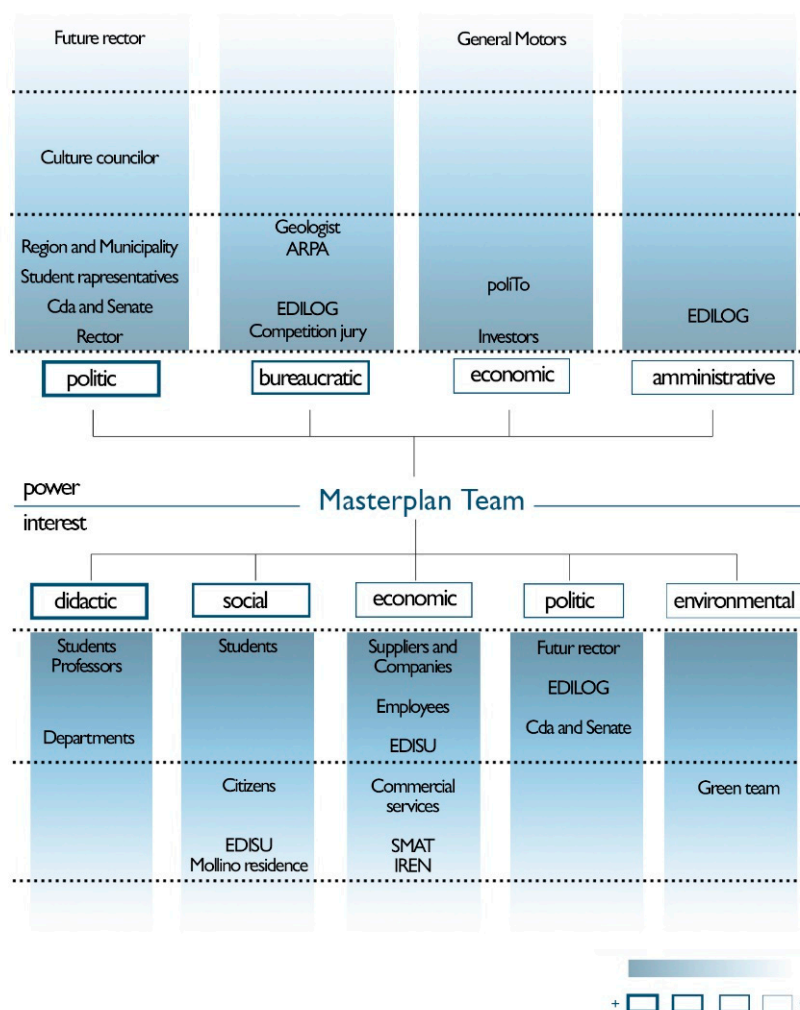 Future rector
General Motors
Culture councilor
Geologist
ARPA
Region and Municipality
Student rapresentatives
poliTo
Cda and Senate
EDILOG
EDILOG
Competition jury
Rector
Investors
politic
bureaucratic
economic
amministrative
power
Masterplan Team
interest
didactic
social
economic
politic
environmental
Students
Professors
Departments
Students
Suppliers and
Companies
Employees
EDISU
Futur rector
EDILOG
Cda and Senate
Citizens
EDISU
Mollino residence
Commercial
services
SMAT
IREN
Green team
+